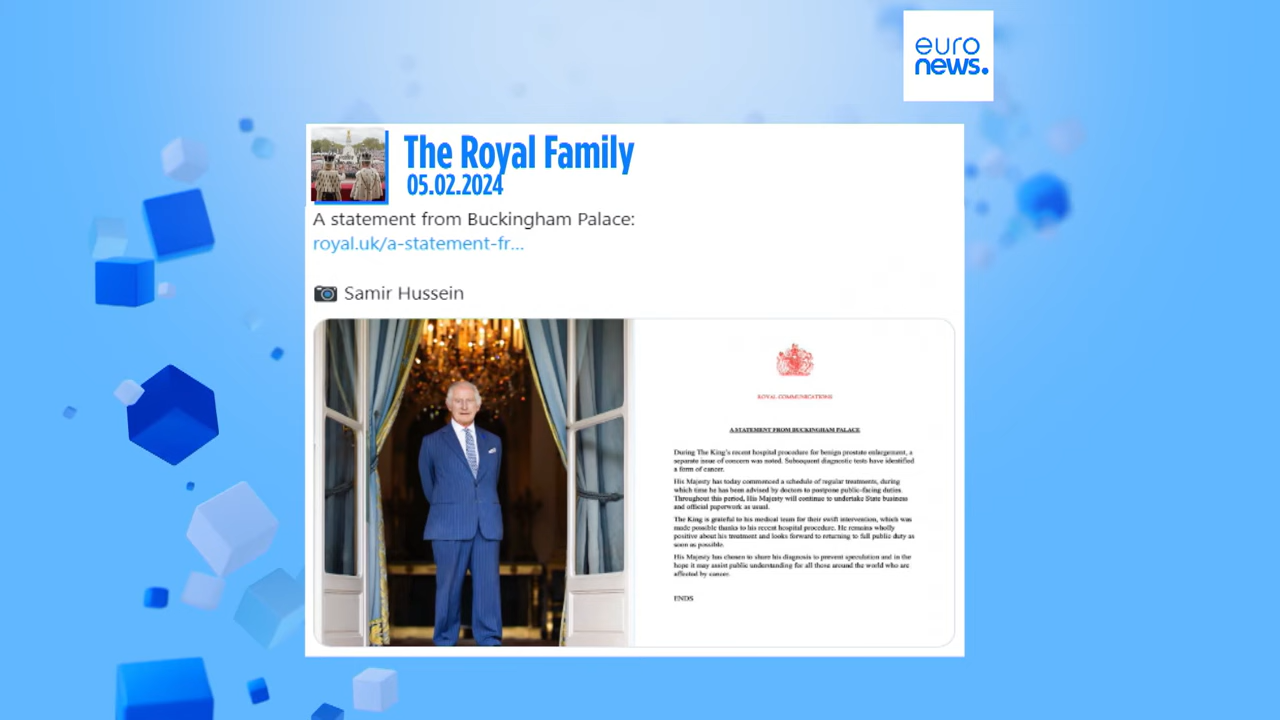 euro
news.
The Royal Family
05.02.2024
A statement from Buckingham Palace:
royal.uk/a-statement-fr...
Samir Hussein
ROYAL COMMUNICATIONS
A STATEMENT FROM BUCKINGHAM PALACE
During The King's recent hospital procedure for benign prostate enlargement, a
separate issue of concern was noted. Subsequent diagnostic tests have identified
a form of cancer.
His Majesty has today commenced a schedule of regular treatments, during
which time he has been advised by doctors to postpone public-facing duties.
Throughout this period, His Majesty will continue to undertake State business
and official paperwork as usual.
The King is grateful to his medical team for their swift intervention, which was
made possible thanks to his recent hospital procedure. He remains wholly
positive about his treatment and looks forward to returning to full public duty as
soon as possible.
His Majesty has chosen to share his diagnosis to prevent speculation and in the
hope it may assist public understanding for all those around the world who are
affected by cancer.
ENDS